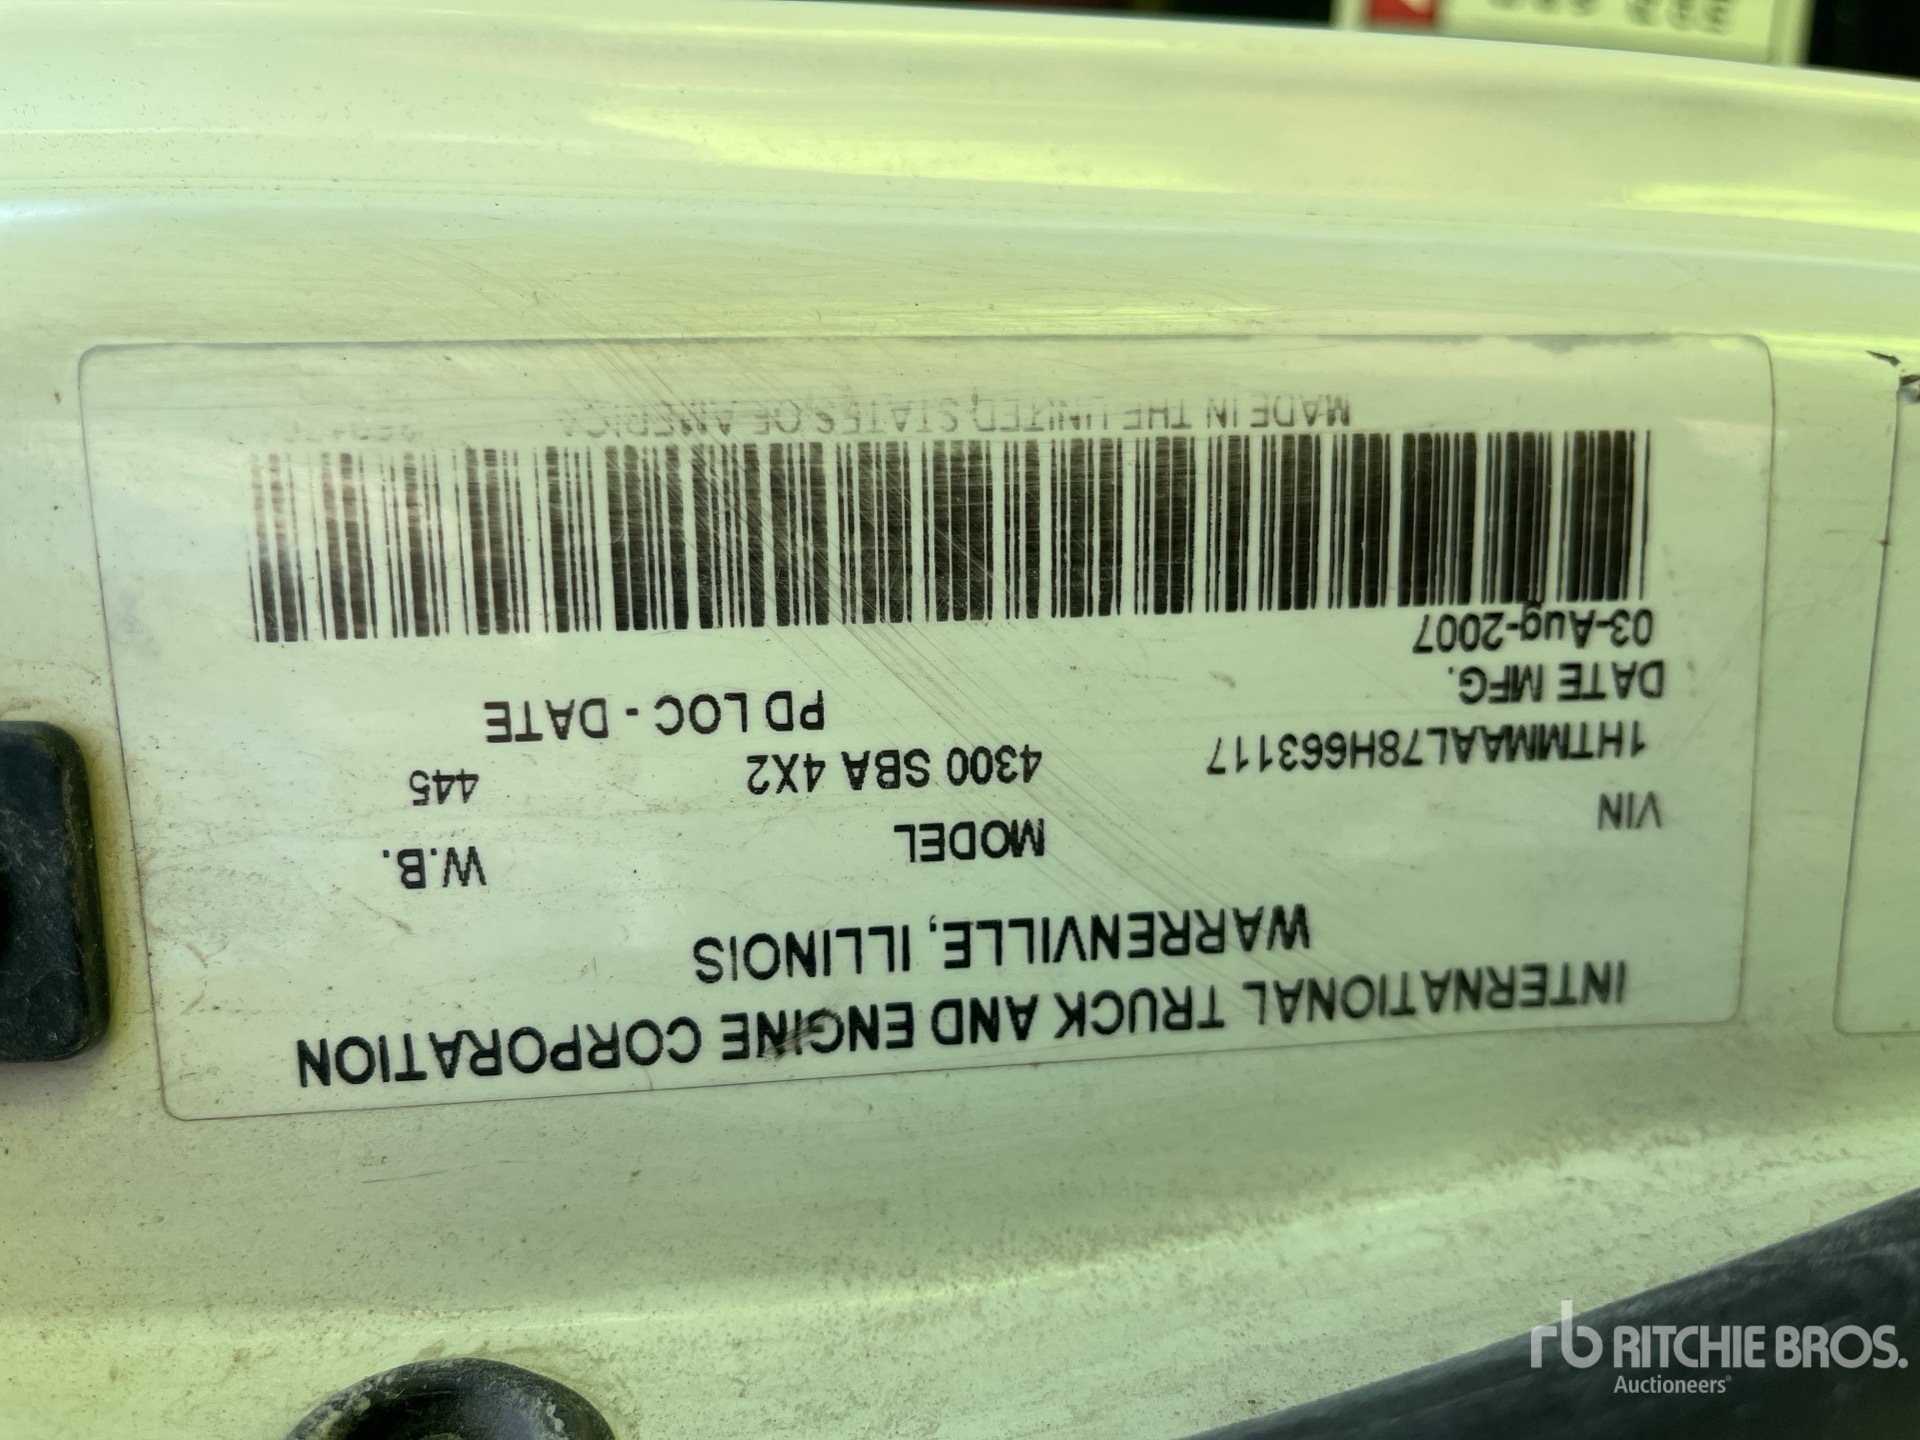 INTERNATIONAL TRUCK AND ENGINE CORPORATION
WARRENVILLE, ILLINOIS
VIN MODEL W.B.
1HTMMAAL78H663117 4300 SBA 4X2 445
DATE MFG. PD LOC - DATE
03-Aug-2007
MADE IN THE UNITED STATES OF AMERICA
rb RITCHIE BROS.
Auctioneers®